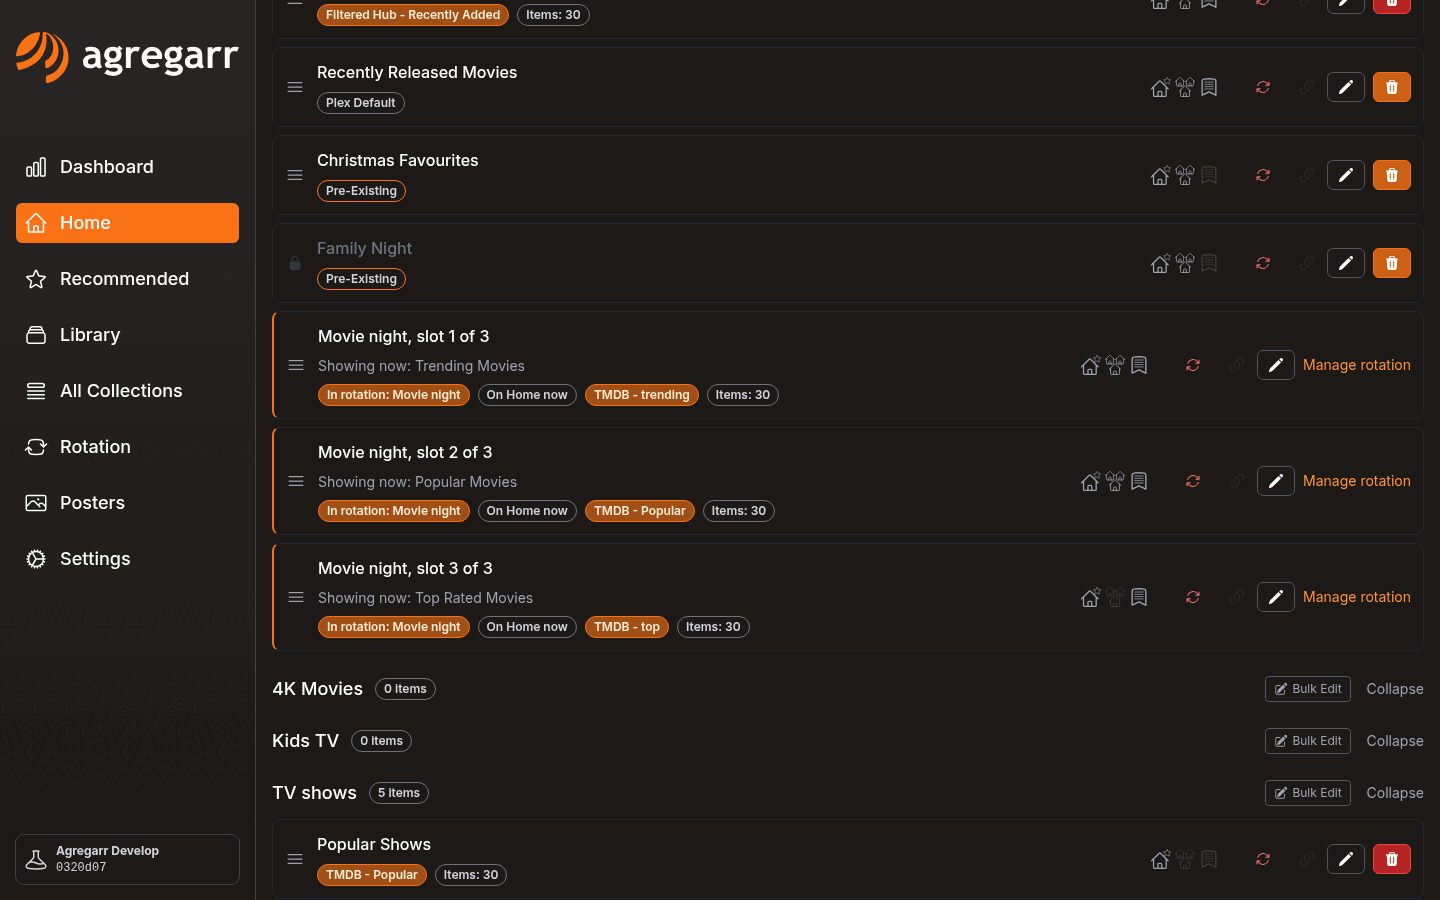 agregarr
Dashboard
Home
Recommended
Library
All Collections
Rotation
Posters
Settings
Agregarr Develop
0320d07
Filtered Hub - Recently Added Items: 30
Recently Released Movies
Plex Default
Christmas Favourites
Pre-Existing
Family Night
Pre-Existing
Movie night, slot 1 of 3
Showing now: Trending Movies
In rotation: Movie night On Home now TMDB - trending Items: 30
Manage rotation
Movie night, slot 2 of 3
Showing now: Popular Movies
In rotation: Movie night On Home now TMDB - Popular Items: 30
Manage rotation
Movie night, slot 3 of 3
Showing now: Top Rated Movies
In rotation: Movie night On Home now TMDB - top Items: 30
Manage rotation
4K Movies 0 items Bulk Edit Collapse
Kids TV 0 items Bulk Edit Collapse
TV shows 5 items Bulk Edit Collapse
Popular Shows
TMDB - Popular Items: 30